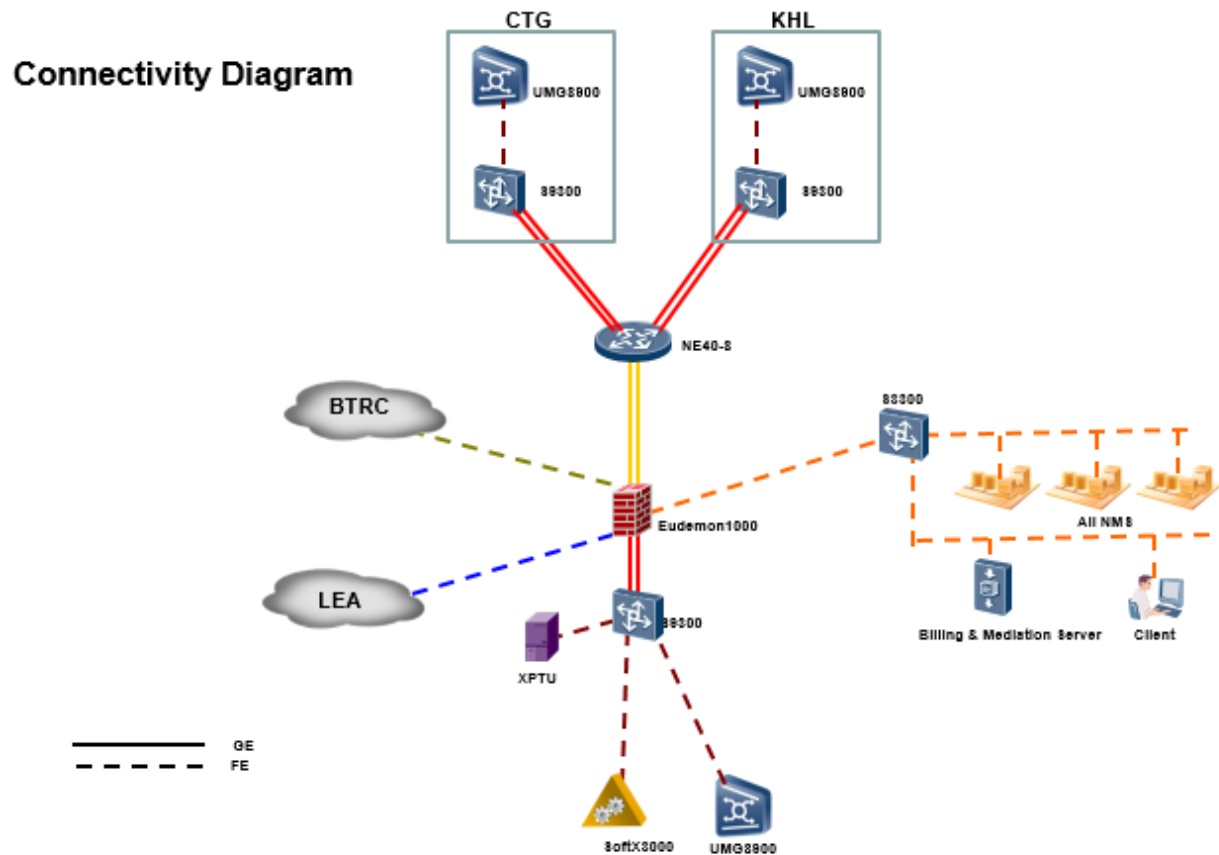 CTG
KHL
Connectivity Diagram
UMG8900
UMG8900
S9300
S9300
NE40-8
BTRC
S3300
Eudemon1000
All NMS
LEA
S9300
Billing & Mediation Server
Client
XPTU
GE
FE
SoftX3000
UMG8900